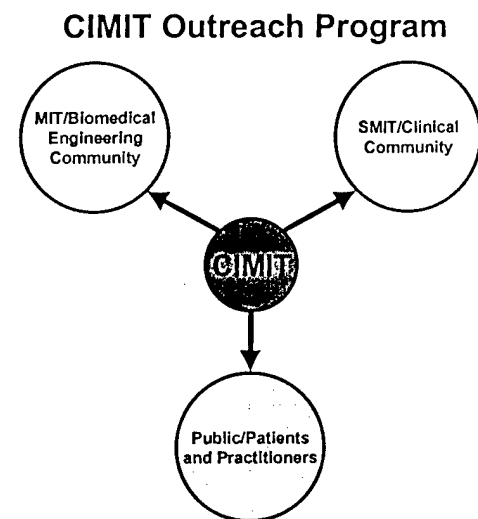 CIMIT Outreach Program
MIT/Biomedical
Engineering
Community
SMIT/Clinical
Community
CIMIT
Public/Patients
and Practitioners